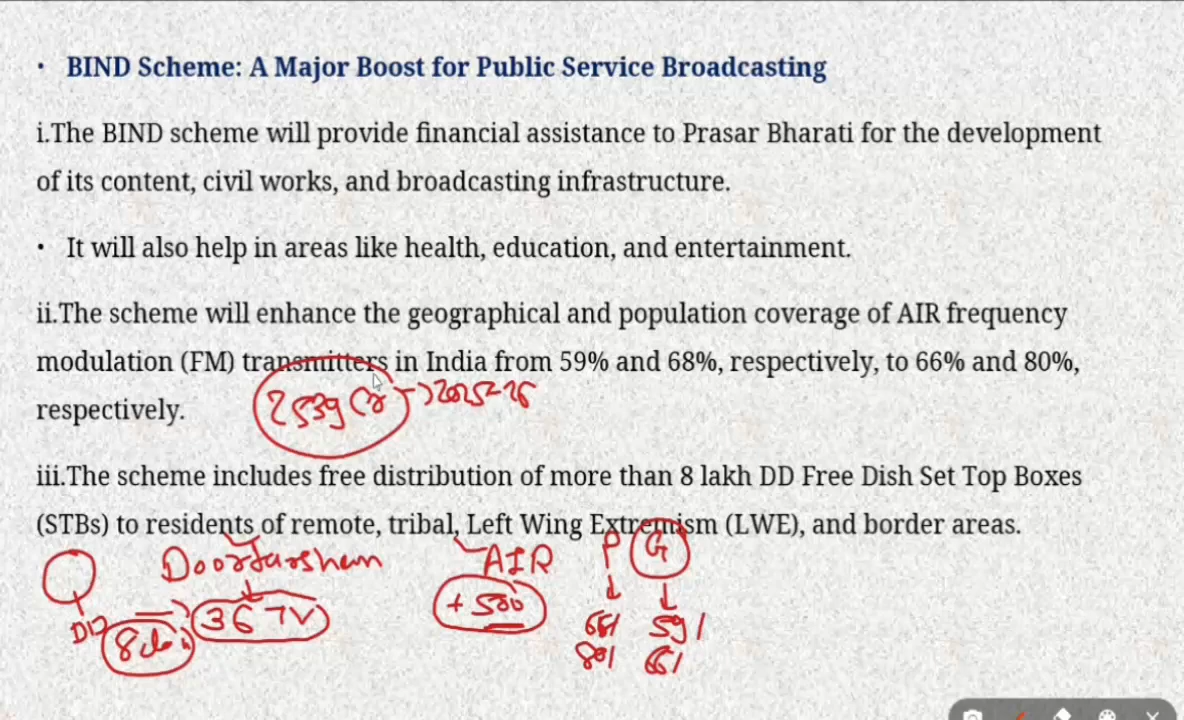 • BIND Scheme: A Major Boost for Public Service Broadcasting
i.The BIND scheme will provide financial assistance to Prasar Bharati for the development
of its content, civil works, and broadcasting infrastructure.
• It will also help in areas like health, education, and entertainment.
ii.The scheme will enhance the geographical and population coverage of AIR frequency
modulation (FM) transmitters in India from 59% and 68%, respectively, to 66% and 80%,
respectively.
2539 Cr → 2025-26
iii.The scheme includes free distribution of more than 8 lakh DD Free Dish Set Top Boxes
(STBs) to residents of remote, tribal, Left Wing Extremism (LWE), and border areas.
Doordarshan AIR P G
DD 36 TV + 500 59%
80% 66%